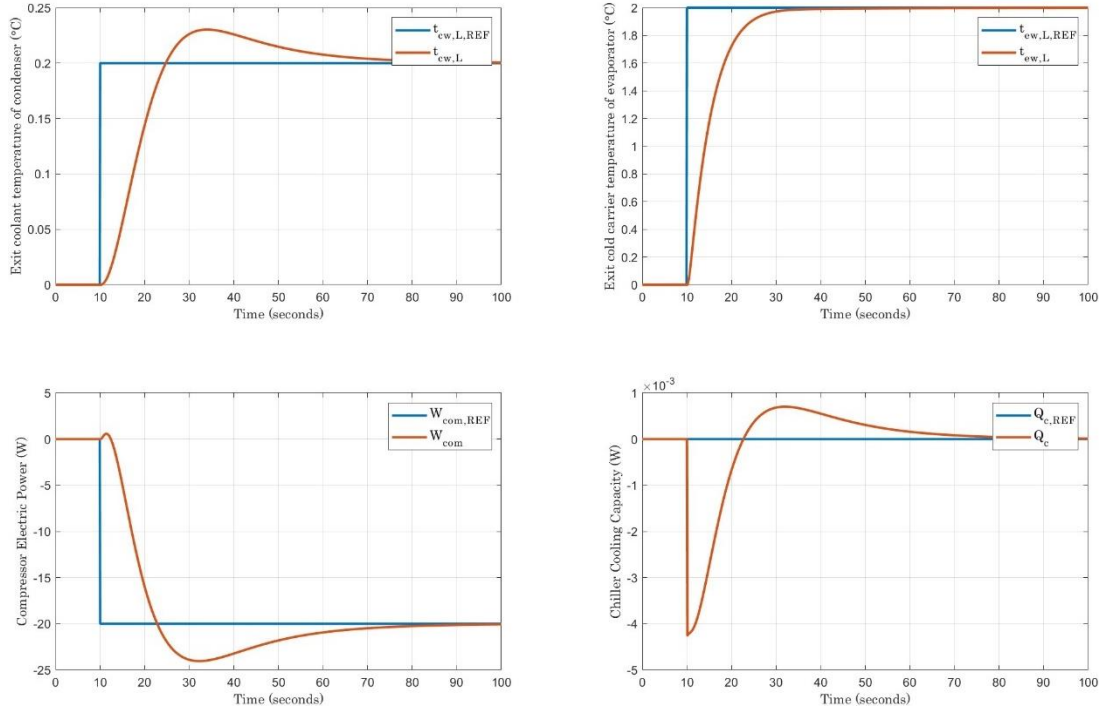 Exit coolant temperature of condenser (°C)
0.25
0.2
0.15
0.1
0.05
0
t_cw,L,REF
t_cw,L
0 10 20 30 40 50 60 70 80 90 100
Time (seconds)
Exit cold carrier temperature of evaporator (°C)
2
1.8
1.6
1.4
1.2
1
0.8
0.6
0.4
0.2
0
t_ew,L,REF
t_ew,L
0 10 20 30 40 50 60 70 80 90 100
Time (seconds)
Compressor Electric Power (W)
5
0
-5
-10
-15
-20
-25
W_com,REF
W_com
0 10 20 30 40 50 60 70 80 90 100
Time (seconds)
Chiller Cooling Capacity (W)
×10^-3
1
0
-1
-2
-3
-4
-5
Q_c,REF
Q_c
0 10 20 30 40 50 60 70 80 90 100
Time (seconds)